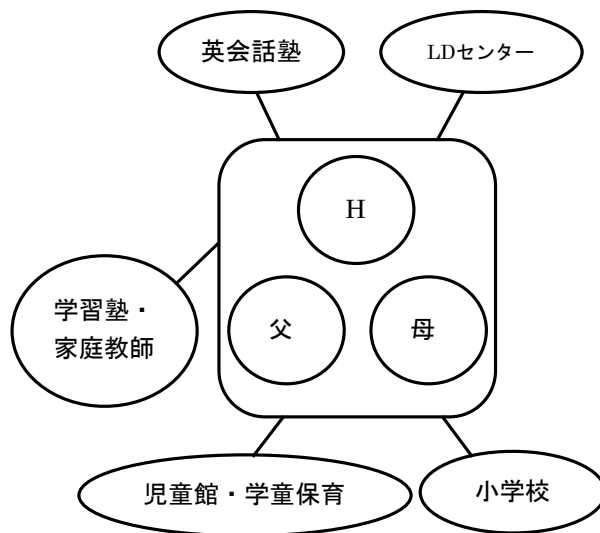 英会話塾
LDセンター
H
学習塾・
家庭教師
父
母
児童館・学童保育
小学校